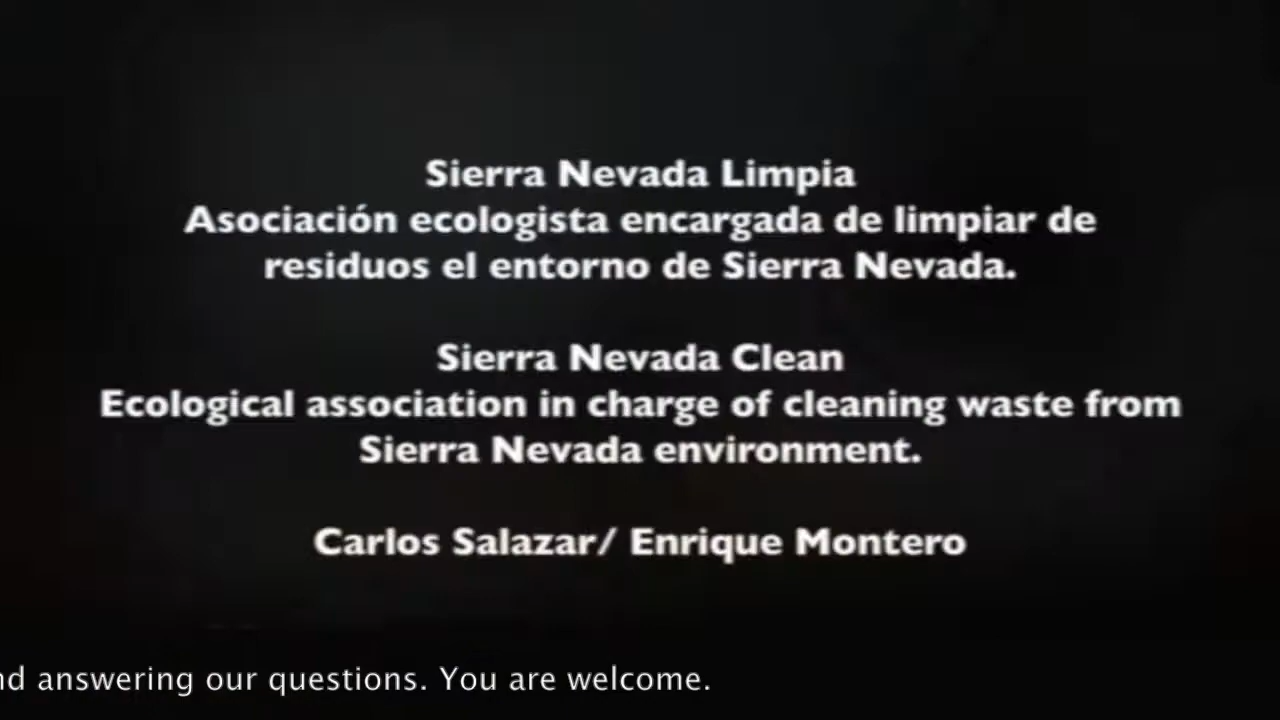 Sierra Nevada Limpia
Asociación ecologista encargada de limpiar de
residuos el entorno de Sierra Nevada.
Sierra Nevada Clean
Ecological association in charge of cleaning waste from
Sierra Nevada environment.
Carlos Salazar/ Enrique Montero
answering our questions. You are welcome.